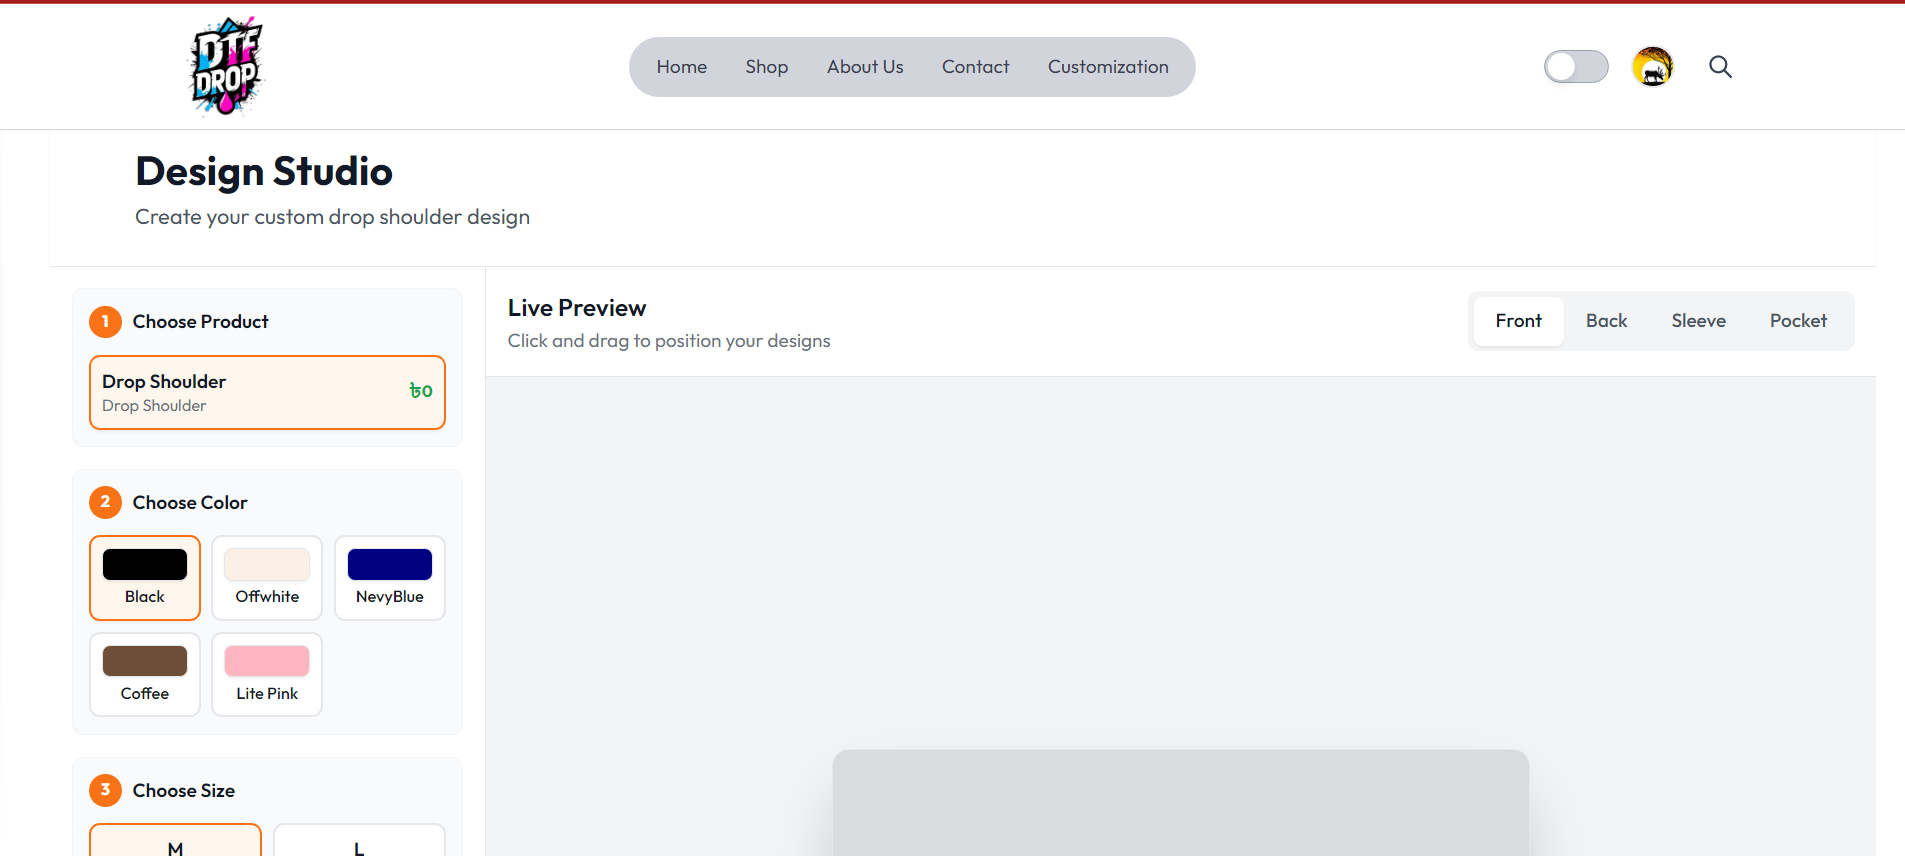 DTF
DROP
Home
Shop
About Us
Contact
Customization
Design Studio
Create your custom drop shoulder design
1
Choose Product
Drop Shoulder
Drop Shoulder
৳0
2
Choose Color
Black
Offwhite
NevyBlue
Coffee
Lite Pink
3
Choose Size
M
L
Live Preview
Click and drag to position your designs
Front
Back
Sleeve
Pocket